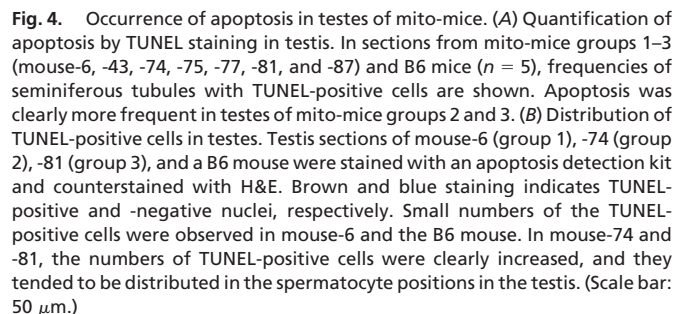 Fig. 4. Occurrence of apoptosis in testes of mito-mice. (A) Quantification of
apoptosis by TUNEL staining in testis. In sections from mito-mice groups 1–3
(mouse-6, -43, -74, -75, -77, -81, and -87) and B6 mice (n = 5), frequencies of
seminiferous tubules with TUNEL-positive cells are shown. Apoptosis was
clearly more frequent in testes of mito-mice groups 2 and 3. (B) Distribution of
TUNEL-positive cells in testes. Testis sections of mouse-6 (group 1), -74 (group
2), -81 (group 3), and a B6 mouse were stained with an apoptosis detection kit
and counterstained with H&E. Brown and blue staining indicates TUNEL-
positive and -negative nuclei, respectively. Small numbers of the TUNEL-
positive cells were observed in mouse-6 and the B6 mouse. In mouse-74 and
-81, the numbers of TUNEL-positive cells were clearly increased, and they
tended to be distributed in the spermatocyte positions in the testis. (Scale bar:
50 μm.)